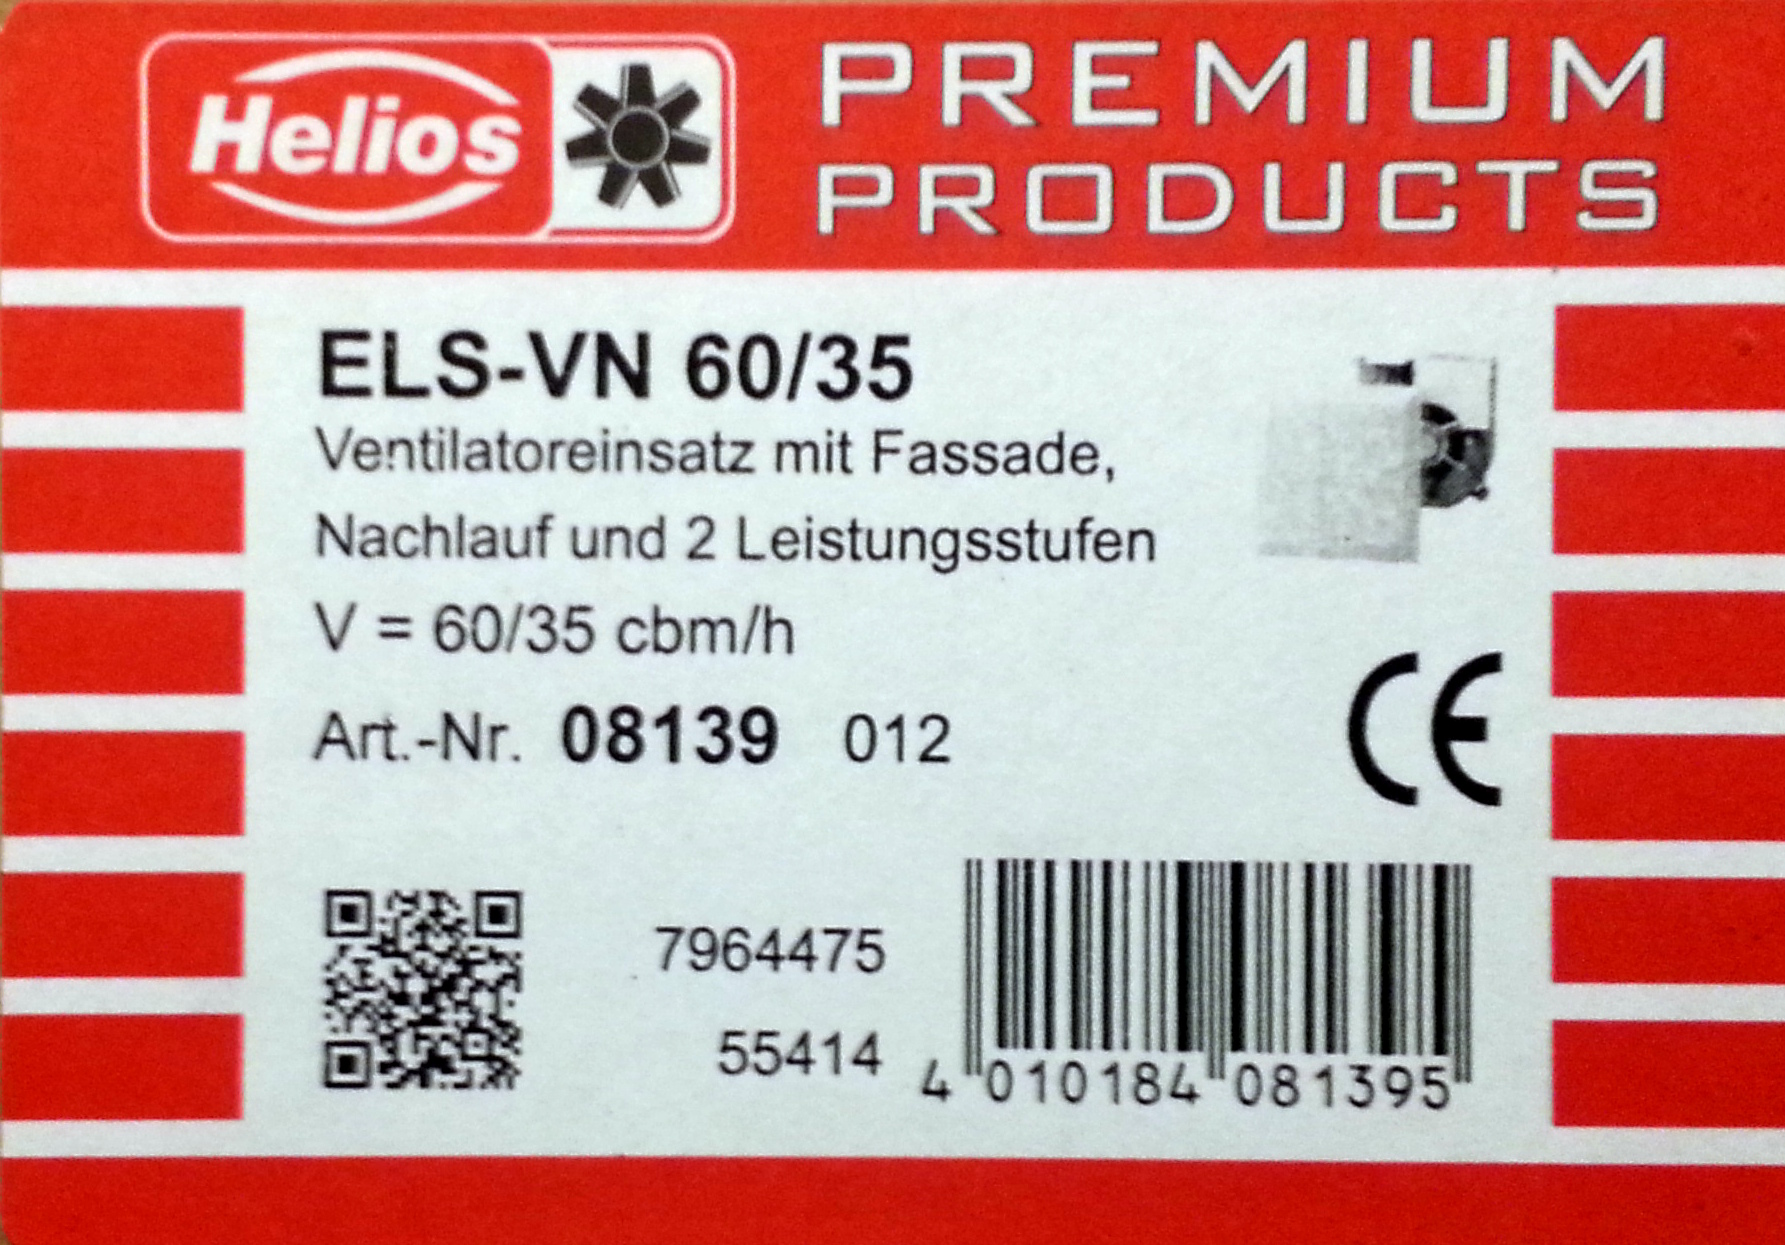 Helios
PREMIUM
PRODUCTS
ELS-VN 60/35
Ventilatoreinsatz mit Fassade,
Nachlauf und 2 Leistungsstufen
V = 60/35 cbm/h
Art.-Nr. 08139 012
CE
7964475
55414
4 010184 081395